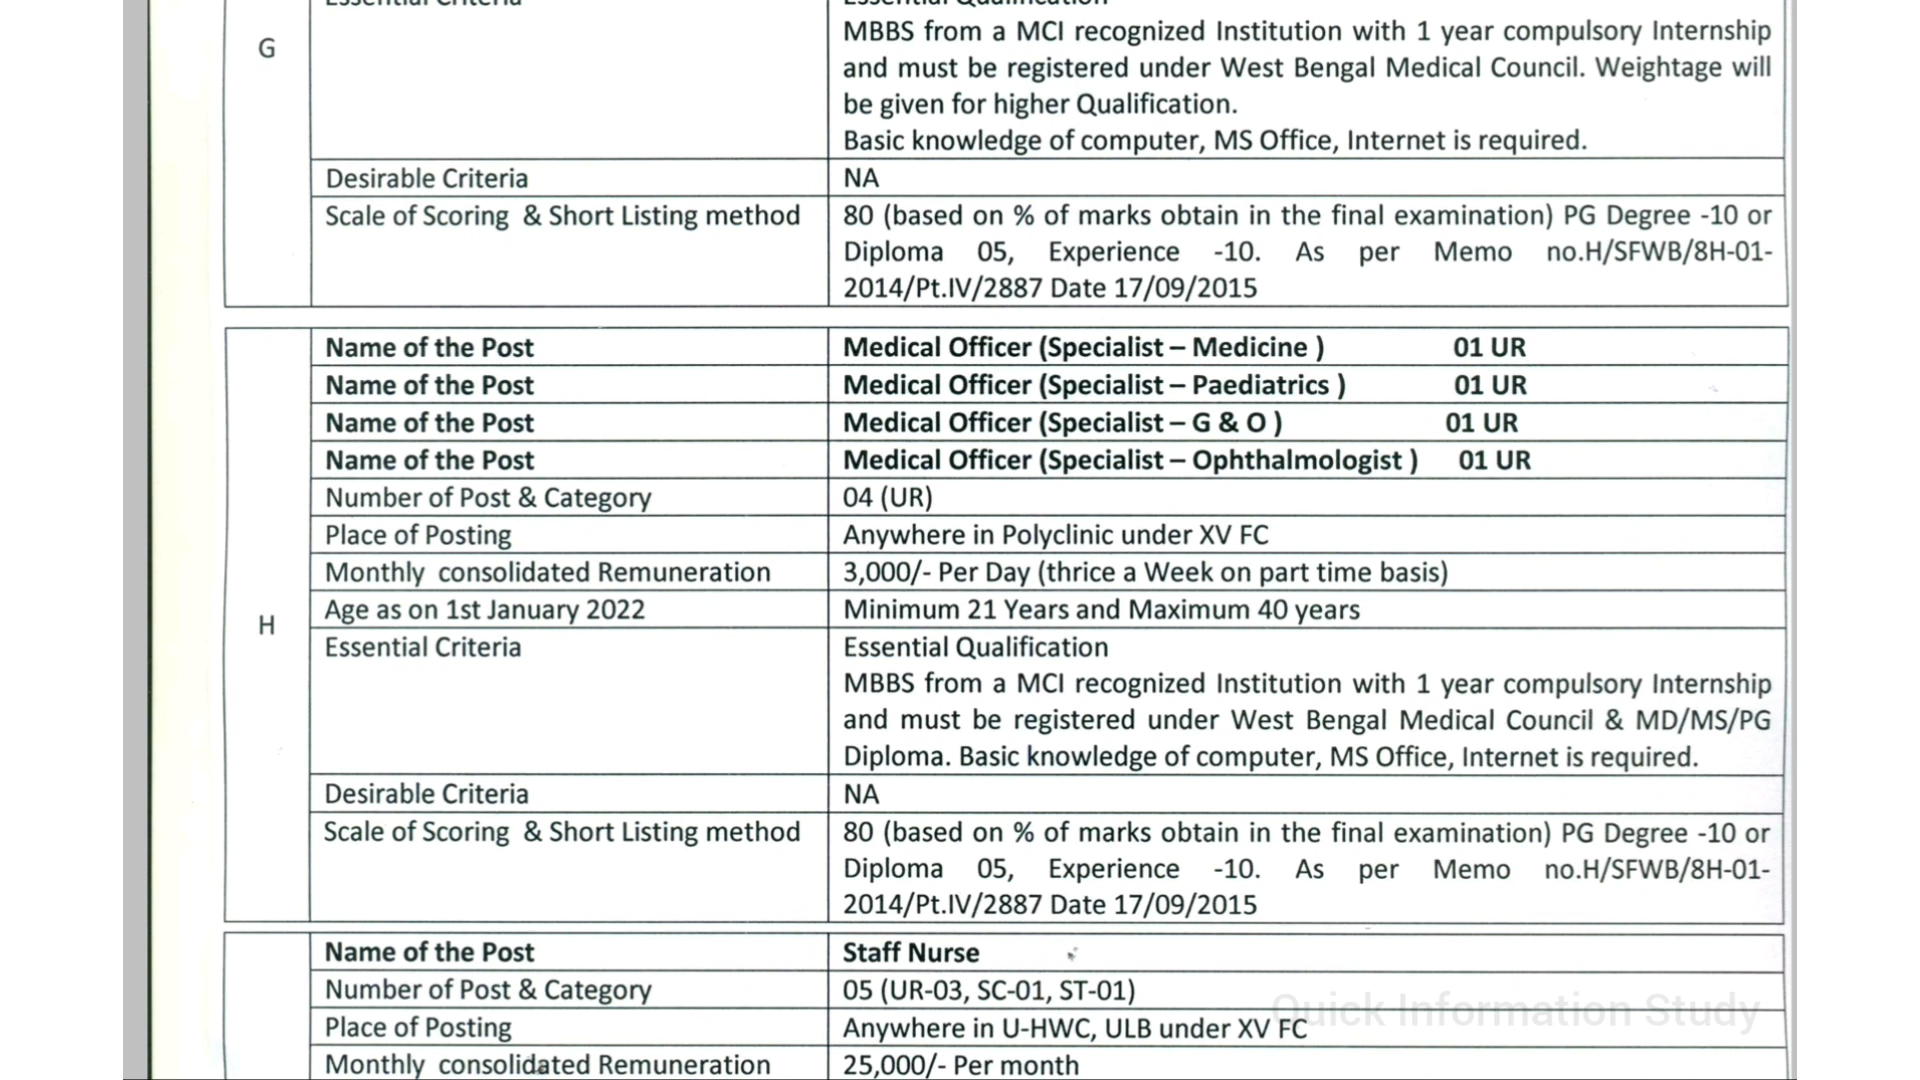 Essential Criteria Essential Qualification
G MBBS from a MCI recognized Institution with 1 year compulsory Internship
and must be registered under West Bengal Medical Council. Weightage will
be given for higher Qualification.
Basic knowledge of computer, MS Office, Internet is required.
Desirable Criteria NA
Scale of Scoring & Short Listing method 80 (based on % of marks obtain in the final examination) PG Degree -10 or
Diploma 05, Experience -10. As per Memo no.H/SFWB/8H-01-
2014/Pt.IV/2887 Date 17/09/2015
Name of the Post Medical Officer (Specialist – Medicine ) 01 UR
Name of the Post Medical Officer (Specialist – Paediatrics ) 01 UR
Name of the Post Medical Officer (Specialist – G & O ) 01 UR
Name of the Post Medical Officer (Specialist – Ophthalmologist ) 01 UR
Number of Post & Category 04 (UR)
Place of Posting Anywhere in Polyclinic under XV FC
Monthly consolidated Remuneration 3,000/- Per Day (thrice a Week on part time basis)
Age as on 1st January 2022 Minimum 21 Years and Maximum 40 years
H
Essential Criteria Essential Qualification
MBBS from a MCI recognized Institution with 1 year compulsory Internship
and must be registered under West Bengal Medical Council & MD/MS/PG
Diploma. Basic knowledge of computer, MS Office, Internet is required.
Desirable Criteria NA
Scale of Scoring & Short Listing method 80 (based on % of marks obtain in the final examination) PG Degree -10 or
Diploma 05, Experience -10. As per Memo no.H/SFWB/8H-01-
2014/Pt.IV/2887 Date 17/09/2015
Name of the Post Staff Nurse
Number of Post & Category 05 (UR-03, SC-01, ST-01)
Quick Information Study
Place of Posting Anywhere in U-HWC, ULB under XV FC
Monthly consolidated Remuneration 25,000/- Per month